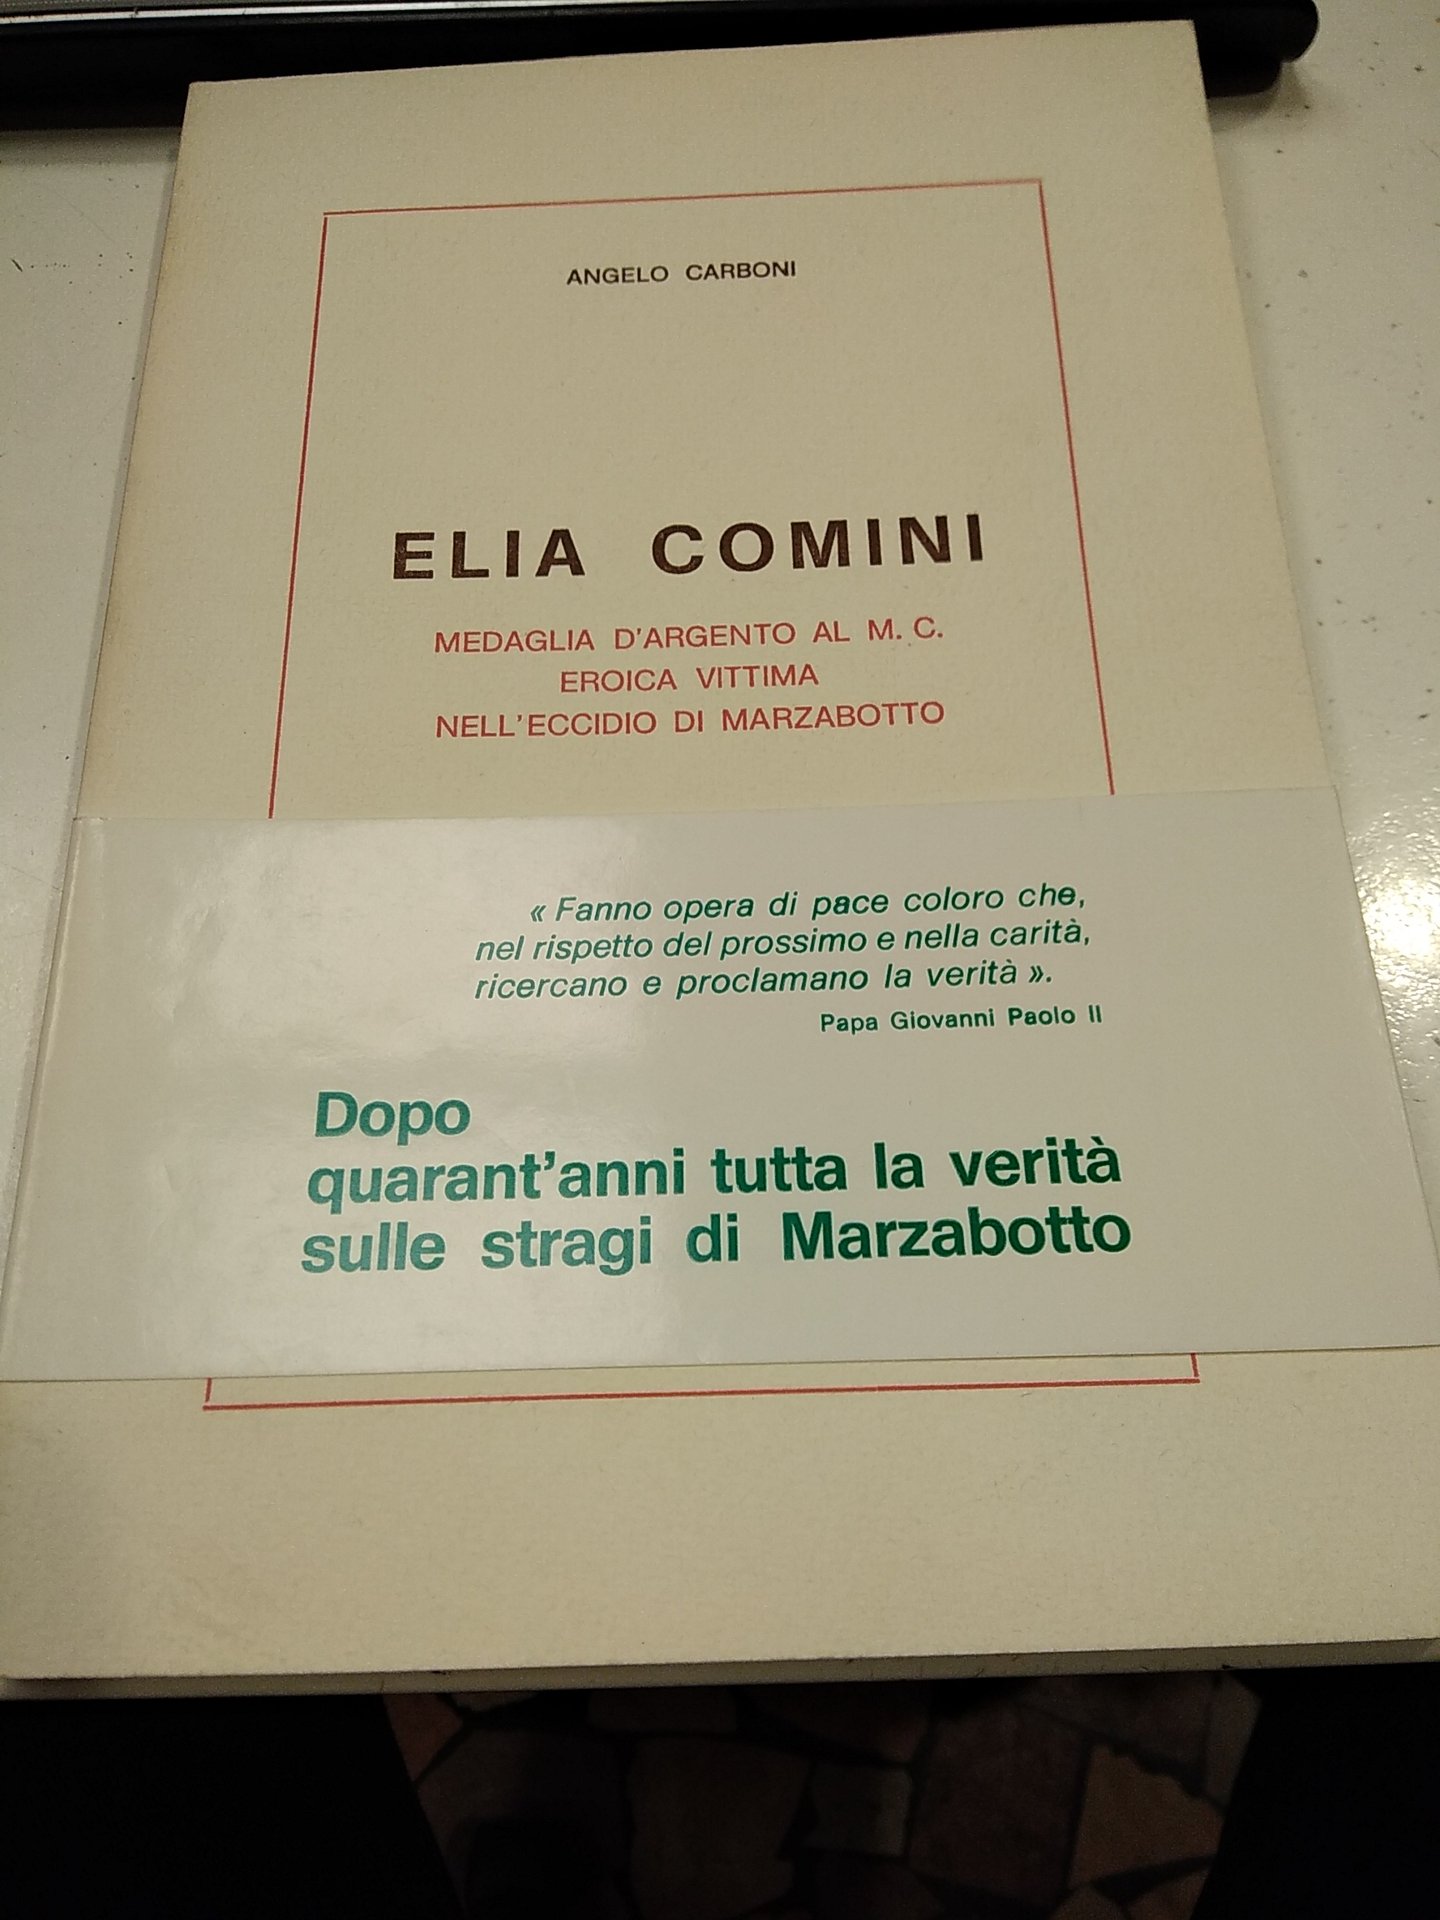 ANGELO CARBONI
ELIA COMINI
MEDAGLIA D'ARGENTO AL M. C.
EROICA VITTIMA
NELL'ECCIDIO DI MARZABOTTO
« Fanno opera di pace coloro che,
nel rispetto del prossimo e nella carità,
ricercano e proclamano la verità ».
Papa Giovanni Paolo II
Dopo
quarant'anni tutta la verità
sulle stragi di Marzabotto